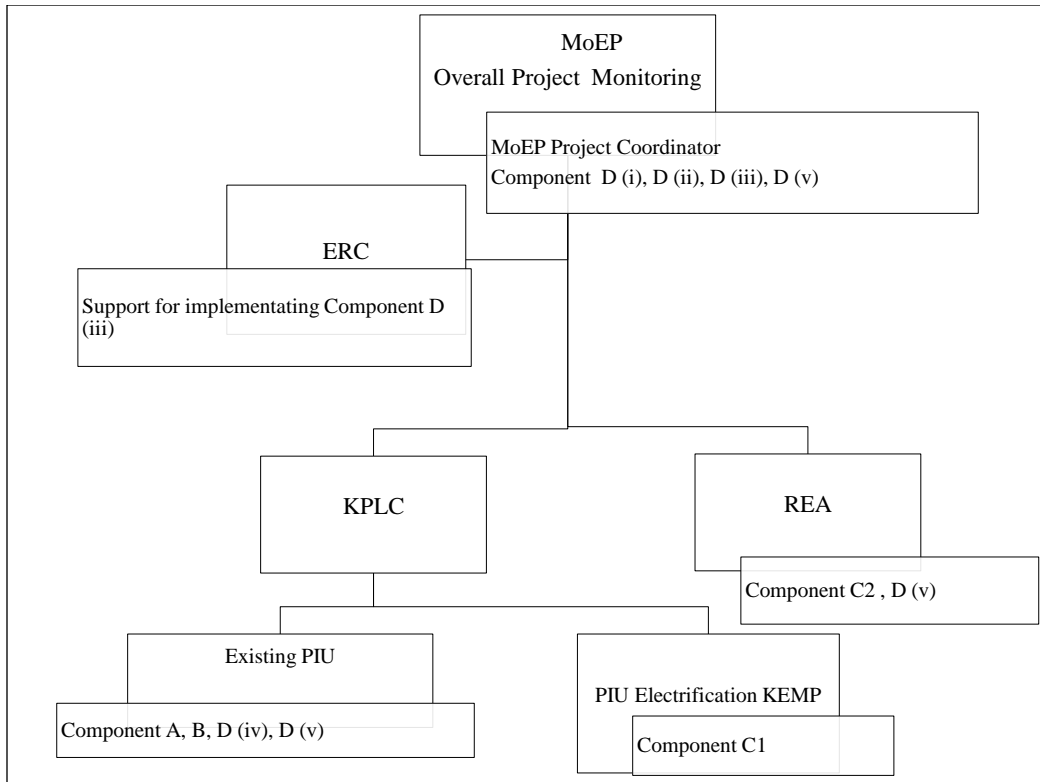 MoEP
Overall Project Monitoring
MoEP Project Coordinator
Component D (i), D (ii), D (iii), D (v)
ERC
Support for implementating Component D
(iii)
KPLC
REA
Component C2 , D (v)
Existing PIU
Component A, B, D (iv), D (v)
PIU Electrification KEMP
Component C1